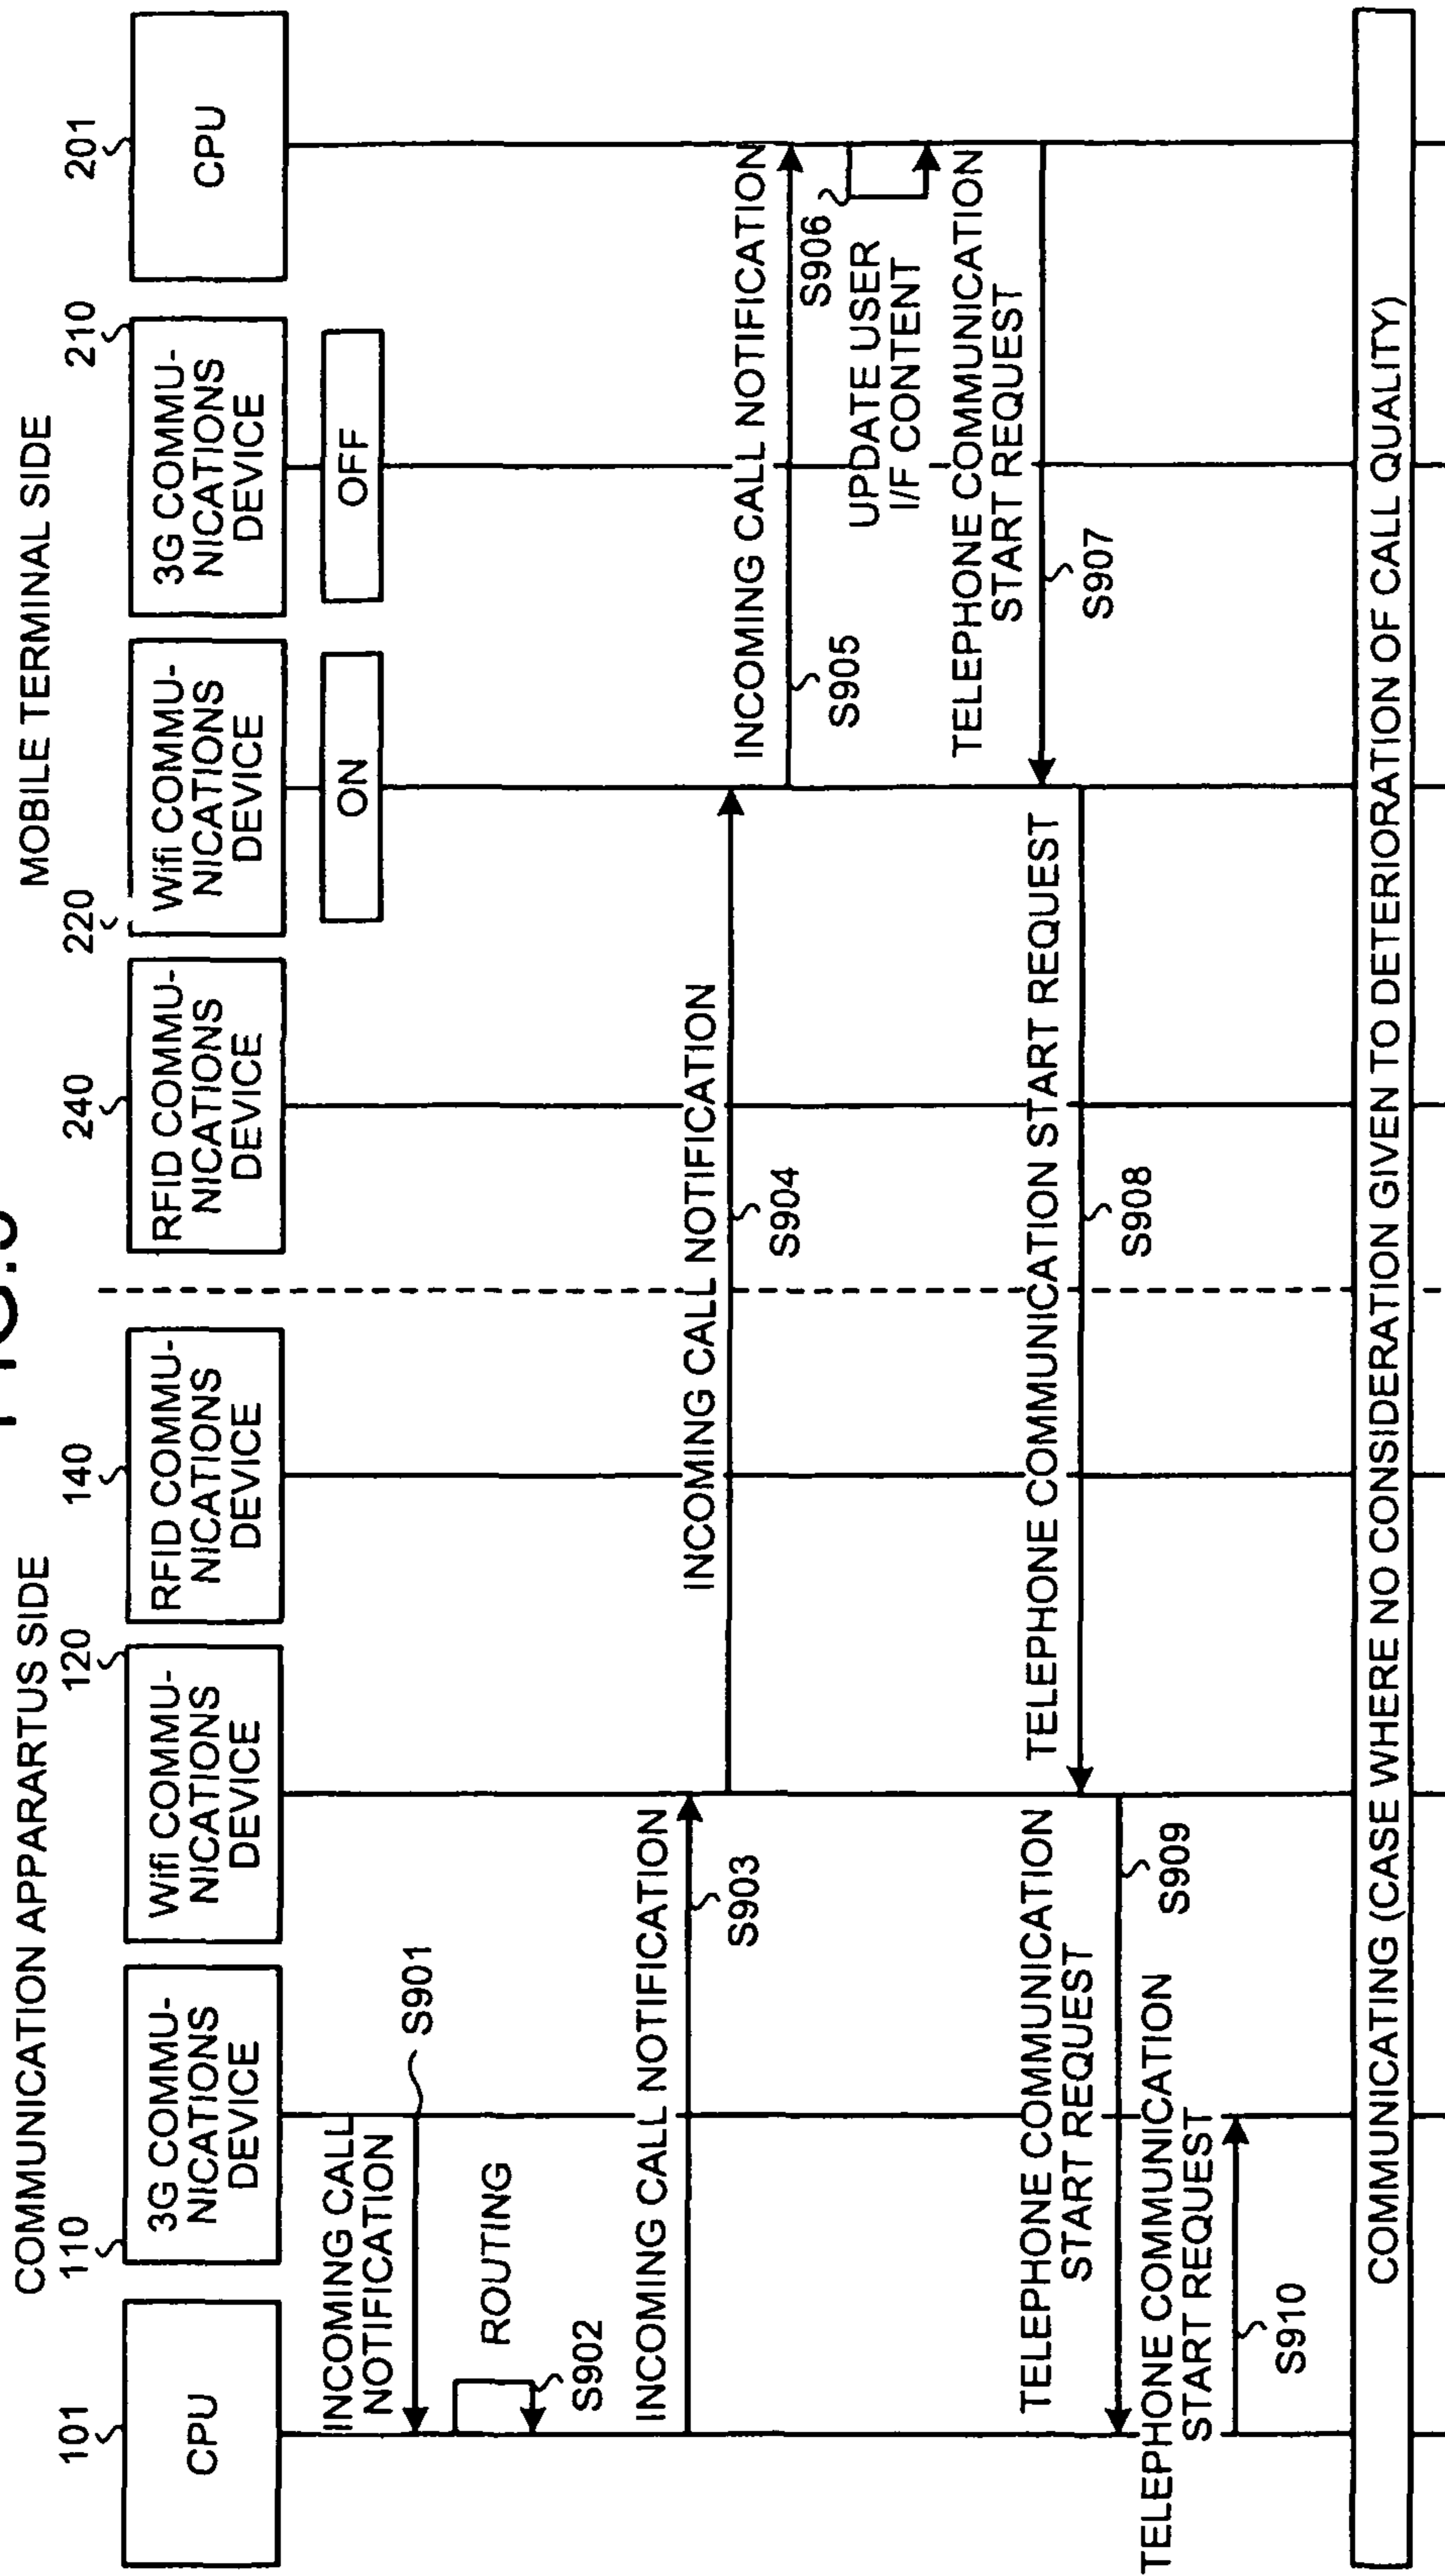 COMMUNICATION APPARARTUS SIDE
MOBILE TERMINAL SIDE
101
110
120
140
240
220
210
201
CPU
3G COMMU-
NICATIONS
DEVICE
Wifi COMMU-
NICATIONS
DEVICE
RFID COMMU-
NICATIONS
DEVICE
RFID COMMU-
NICATIONS
DEVICE
Wifi COMMU-
NICATIONS
DEVICE
3G COMMU-
NICATIONS
DEVICE
CPU
ON
OFF
INCOMING CALL
NOTIFICATION
S901
ROUTING
S902
INCOMING CALL NOTIFICATION
S903
INCOMING CALL NOTIFICATION
S904
INCOMING CALL NOTIFICATION
S905
S906
UPDATE USER
I/F CONTENT
TELEPHONE COMMUNICATION
START REQUEST
S907
TELEPHONE COMMUNICATION START REQUEST
S908
TELEPHONE COMMUNICATION
START REQUEST
S909
TELEPHONE COMMUNICATION
START REQUEST
S910
COMMUNICATING (CASE WHERE NO CONSIDERATION GIVEN TO DETERIORATION OF CALL QUALITY)